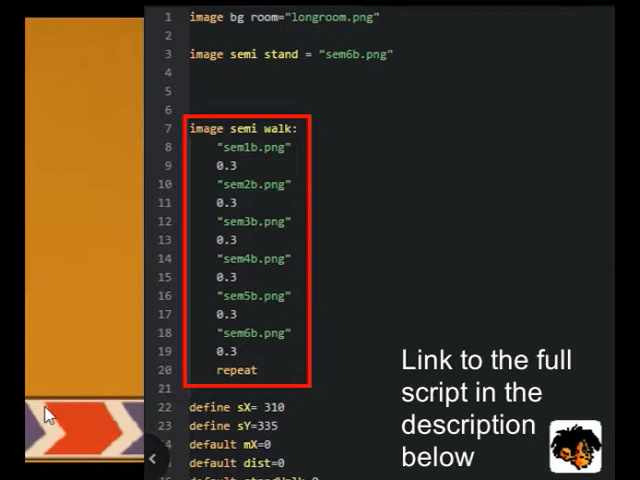 1 image bg room="longroom.png"
2
3 image semi stand = "sem6b.png"
4
5
6
7 image semi walk:
8 "sem1b.png"
9 0.3
10 "sem2b.png"
11 0.3
12 "sem3b.png"
13 0.3
14 "sem4b.png"
15 0.3
16 "sem5b.png"
17 0.3
18 "sem6b.png"
19 0.3
20 repeat
21
22 define sX= 310
23 define sY=335
24 default mX=0
default dist=0
Link to the full
script in the
description
below